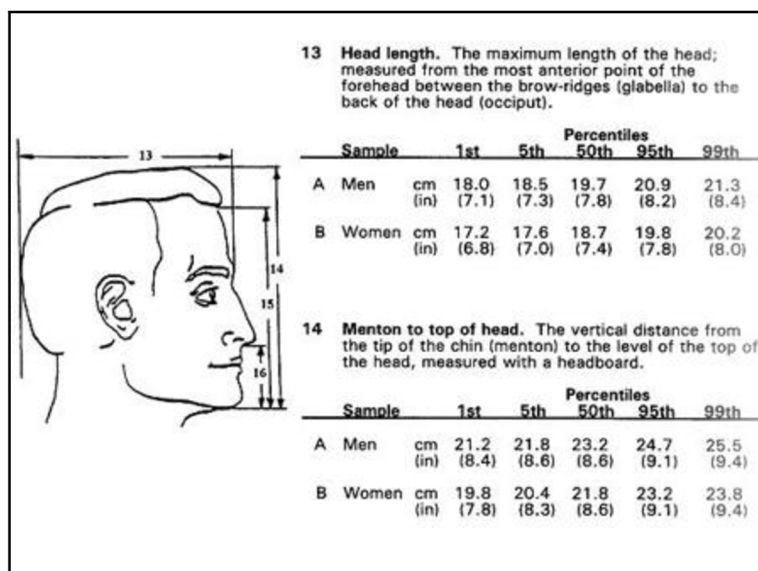 13 Head length. The maximum length of the head;
measured from the most anterior point of the
forehead between the brow-ridges (glabella) to the
back of the head (occiput).
Percentiles
Sample 1st 5th 50th 95th 99th
A Men cm 18.0 18.5 19.7 20.9 21.3
(in) (7.1) (7.3) (7.8) (8.2) (8.4)
B Women cm 17.2 17.6 18.7 19.8 20.2
(in) (6.8) (7.0) (7.4) (7.8) (8.0)
14 Menton to top of head. The vertical distance from
the tip of the chin (menton) to the level of the top of
the head, measured with a headboard.
Percentiles
Sample 1st 5th 50th 95th 99th
A Men cm 21.2 21.8 23.2 24.7 25.5
(in) (8.4) (8.6) (8.6) (9.1) (9.4)
B Women cm 19.8 20.4 21.8 23.2 23.8
(in) (7.8) (8.3) (8.6) (9.1) (9.4)
13
14
15
16